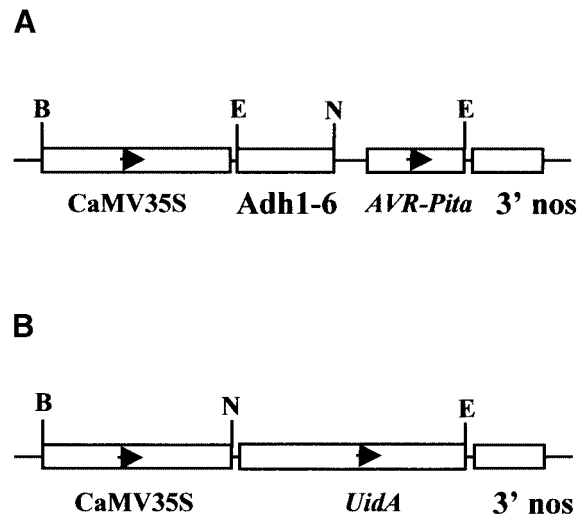 A
B E N E
CaMV35S Adh1-6 AVR-Pita 3’ nos
B
B N E
CaMV35S UidA 3’ nos